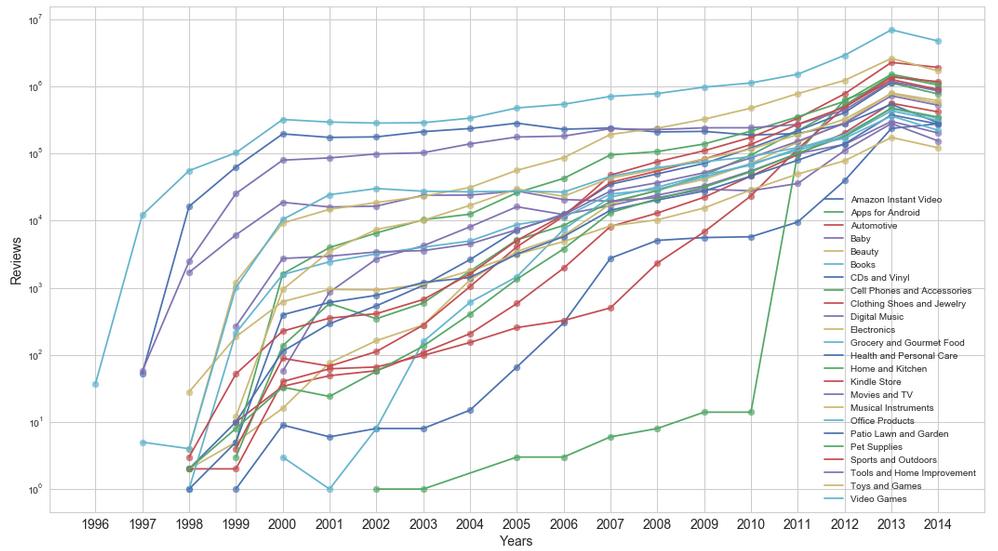 10⁷
10⁶
10⁵
10⁴
10³
10²
10¹
10⁰
Reviews
1996 1997 1998 1999 2000 2001 2002 2003 2004 2005 2006 2007 2008 2009 2010 2011 2012 2013 2014
Years
Amazon Instant Video
Apps for Android
Automotive
Baby
Beauty
Books
CDs and Vinyl
Cell Phones and Accessories
Clothing Shoes and Jewelry
Digital Music
Electronics
Grocery and Gourmet Food
Health and Personal Care
Home and Kitchen
Kindle Store
Movies and TV
Musical Instruments
Office Products
Patio Lawn and Garden
Pet Supplies
Sports and Outdoors
Tools and Home Improvement
Toys and Games
Video Games